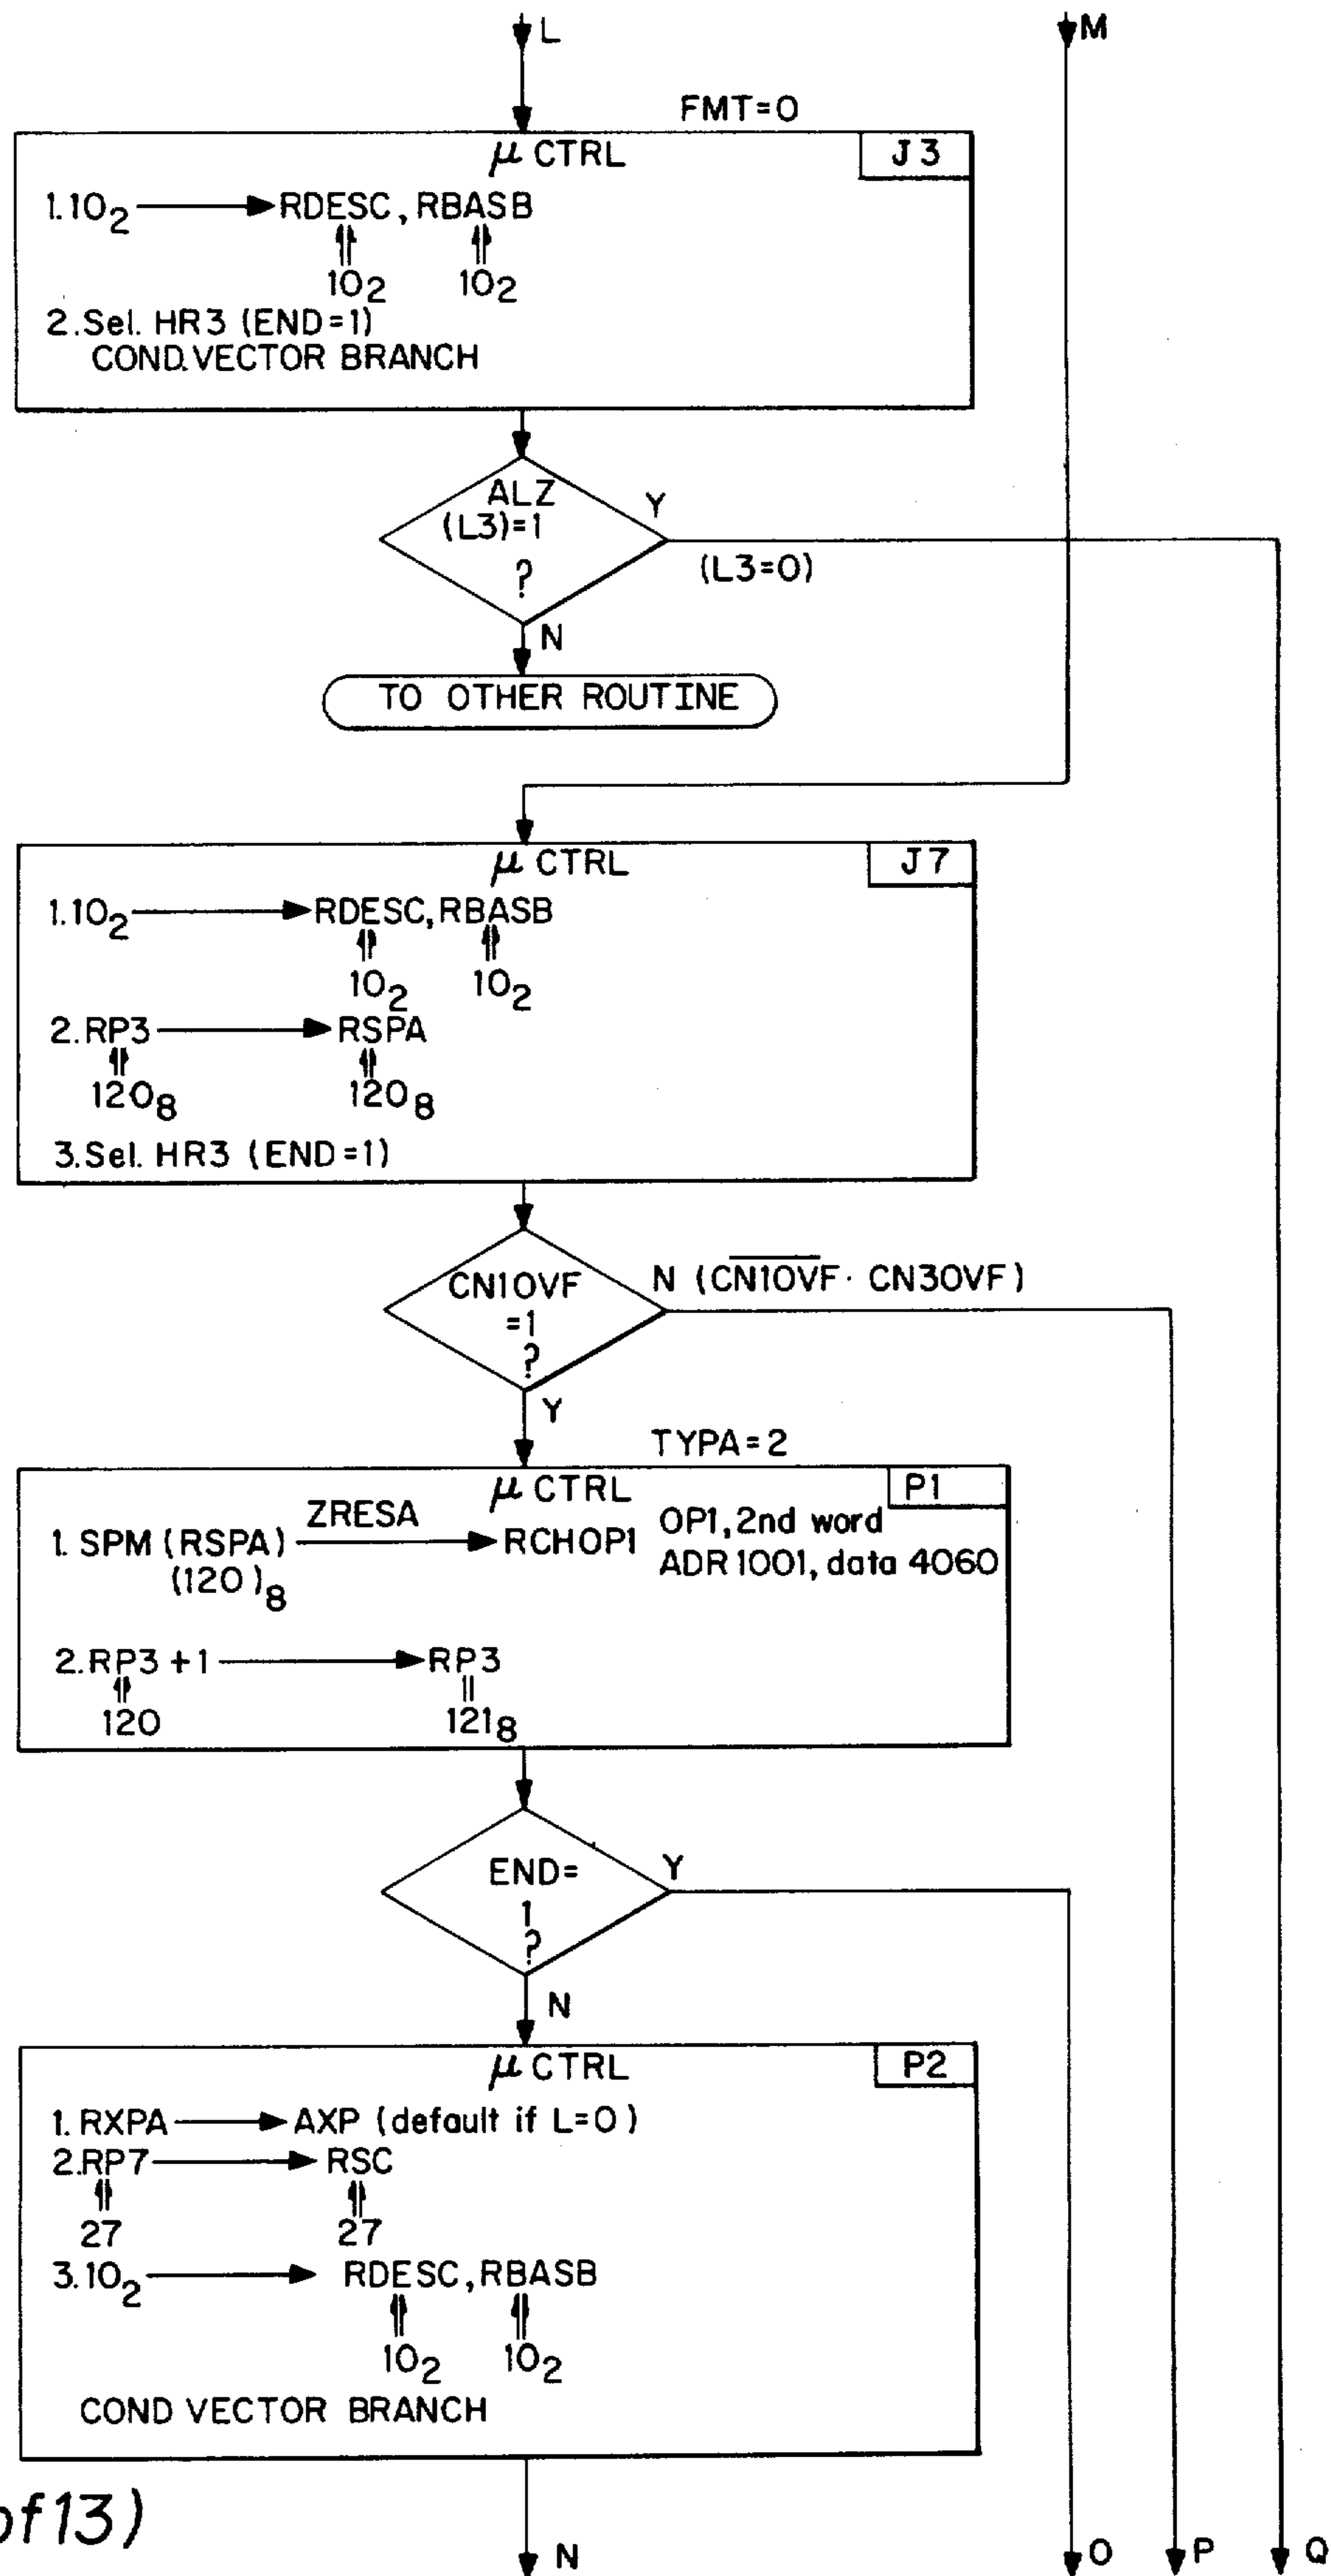 L
M
FMT=0
μ CTRL
J3
1.10₂ RDESC, RBASB
10₂ 10₂
2.Sel. HR3 (END=1)
COND.VECTOR BRANCH
ALZ
(L3)=1
?
Y
(L3=0)
N
TO OTHER ROUTINE
μ CTRL
J7
1.10₂ RDESC,RBASB
10₂ 10₂
2.RP3 RSPA
120₈ 120₈
3.Sel. HR3 (END=1)
CN1OVF
=1
?
N (C̅N̅1̅O̅V̅F̅ · CN3OVF)
Y
TYPA=2
μ CTRL
P1
1. SPM (RSPA) ZRESA RCHOP1 OP1,2nd word
(120)₈ ADR 1001, data 4060
2.RP3 +1 RP3
120 121₈
END=
1
?
Y
N
μ CTRL
P2
1. RXPA AXP (default if L=0)
2.RP7 RSC
27 27
3.10₂ RDESC,RBASB
10₂ 10₂
COND VECTOR BRANCH
of 13)
N
O
P
Q